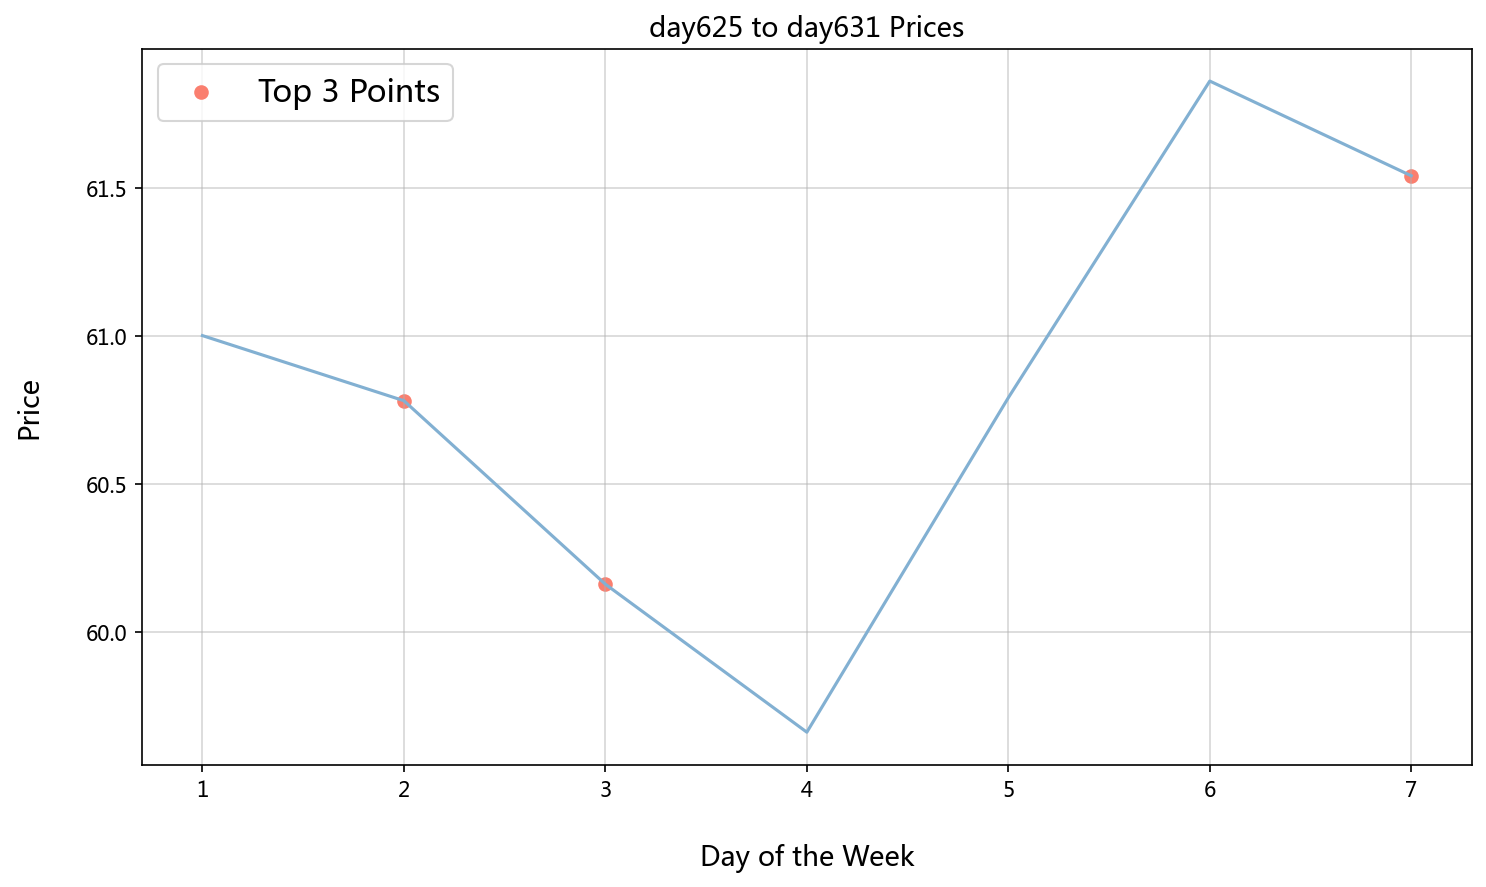 day625 to day631 Prices
Top 3 Points
61.5
61.0
60.5
60.0
Price
1 2 3 4 5 6 7
Day of the Week